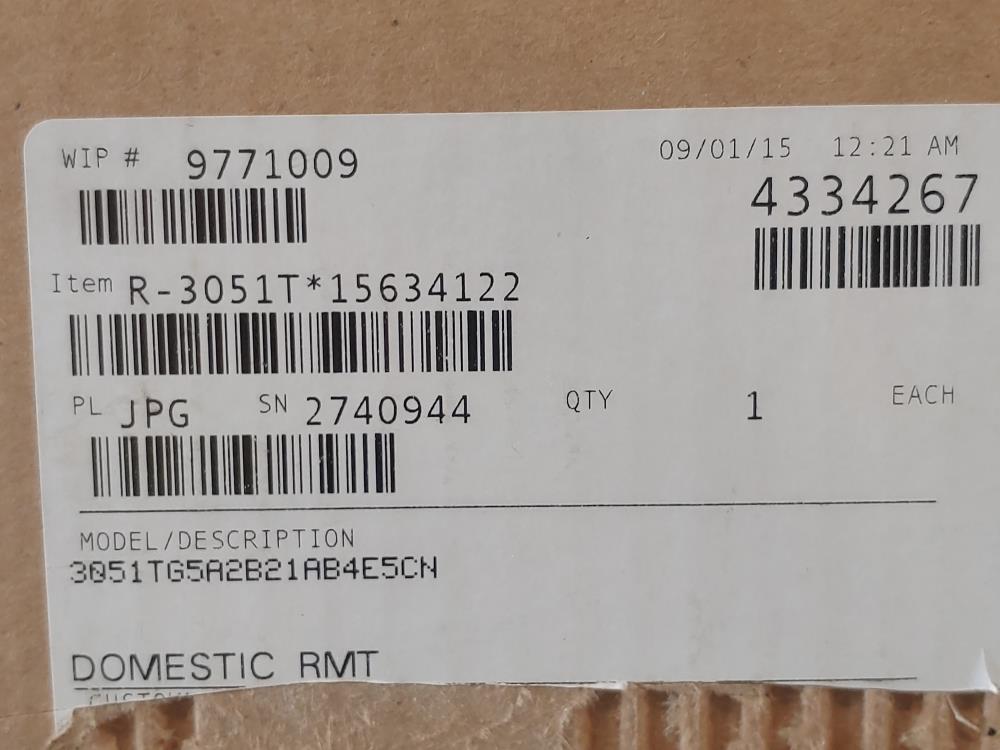 WIP # 9771009 09/01/15 12:21 AM
4334267
Item R-3051T*15634122
PL JPG SN 2740944 QTY 1 EACH
MODEL/DESCRIPTION
3051TG5A2B21AB4E5CN
DOMESTIC RMT